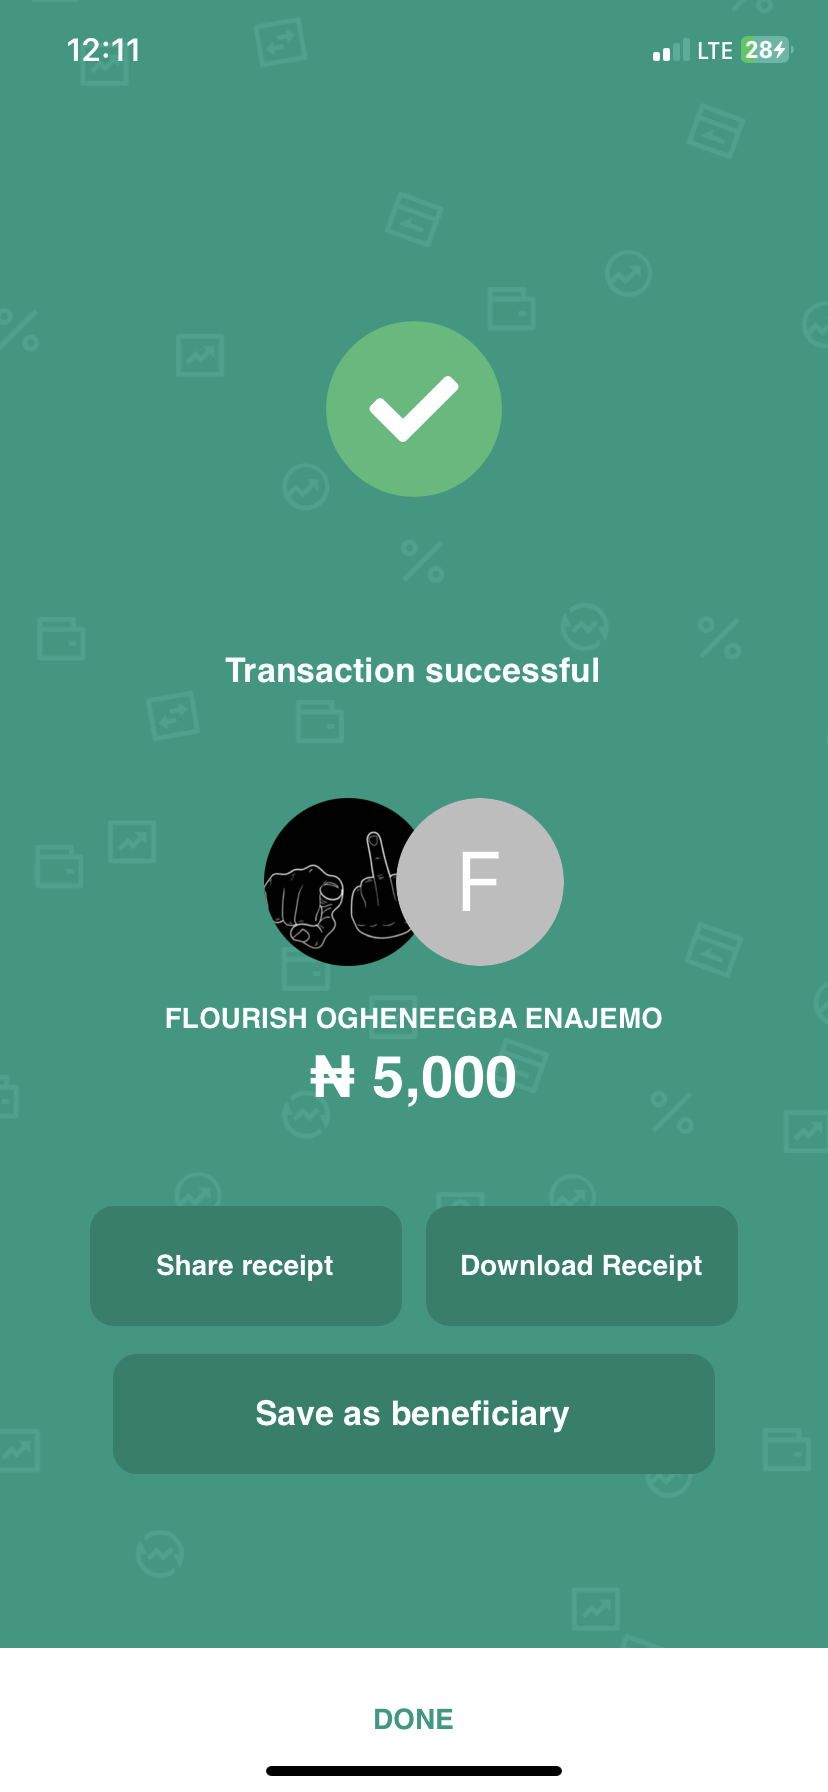 12:11
LTE 28
Transaction successful
F
FLOURISH OGHENEEGBA ENAJEMO
₦ 5,000
Share receipt
Download Receipt
Save as beneficiary
DONE